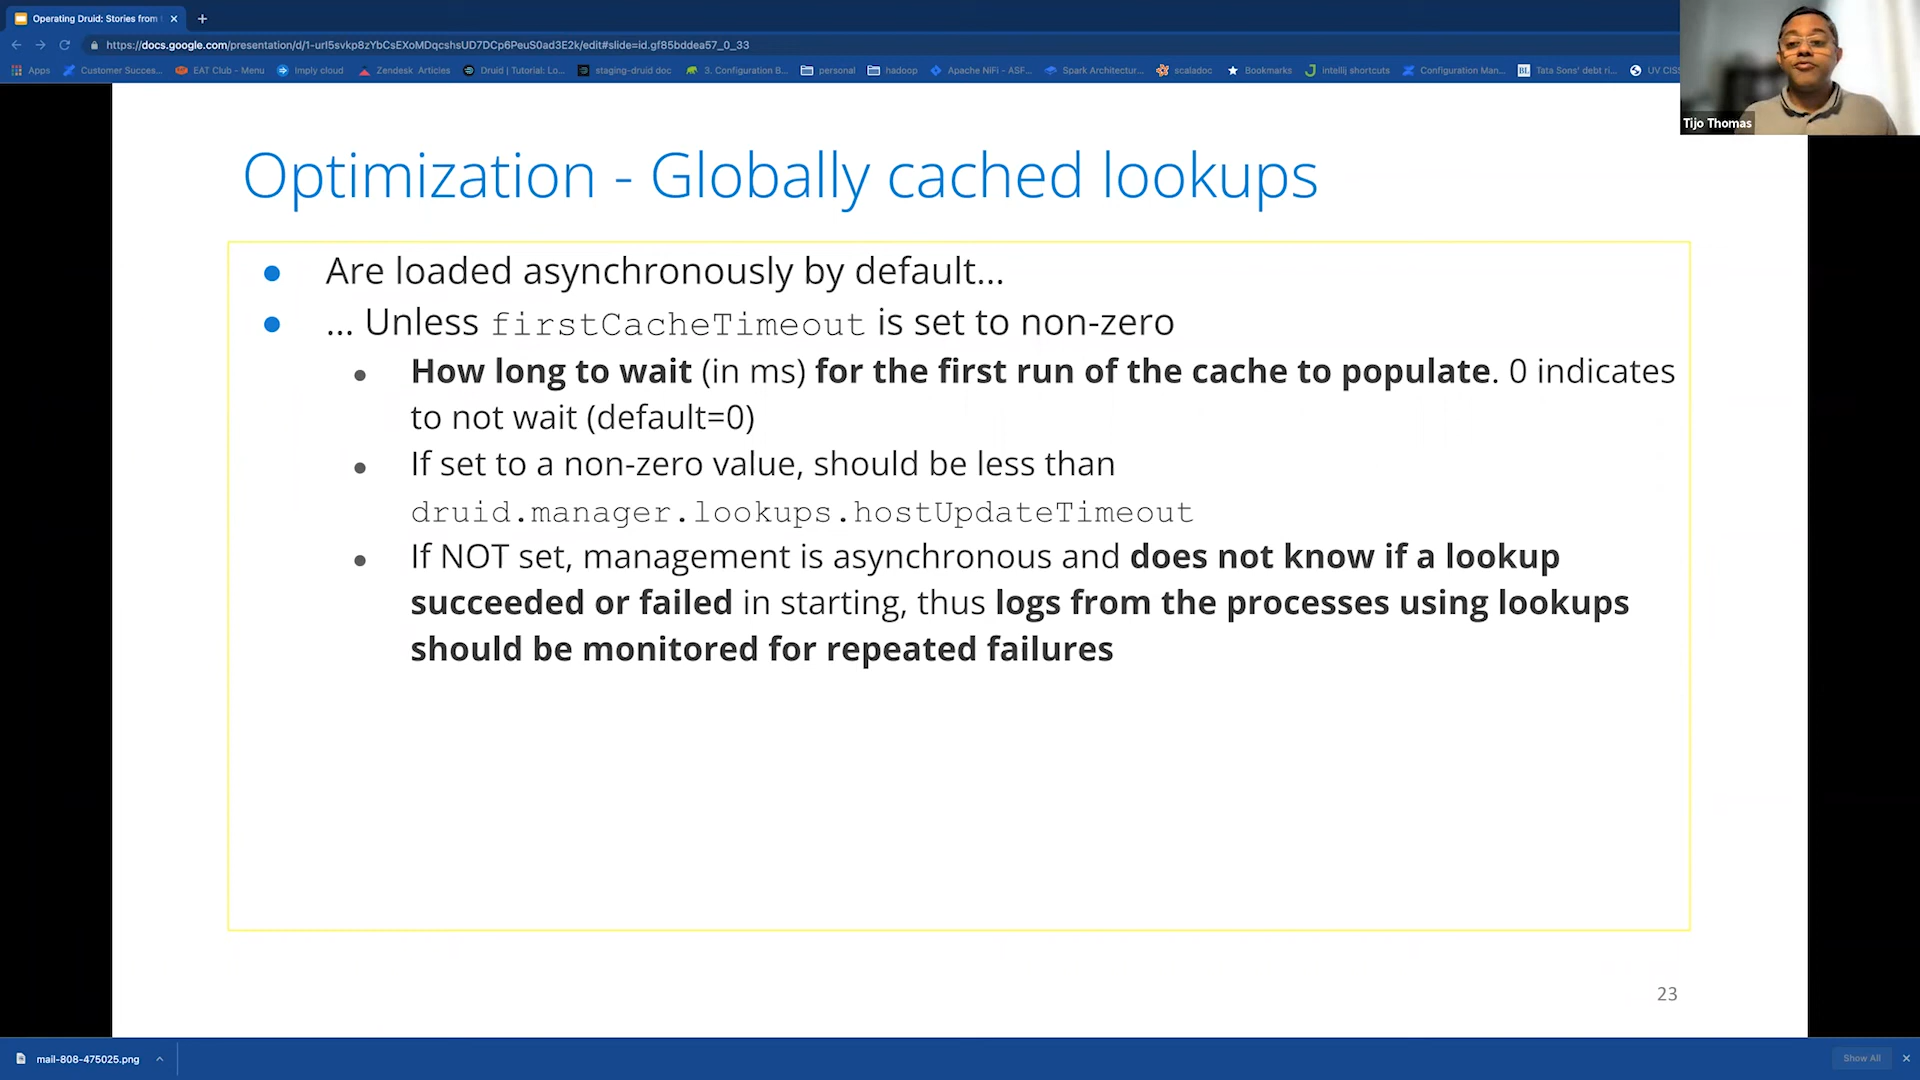 Operating Druid: Stories from
https://docs.google.com/presentation/d/1-url5svkp8zYbCsEXoMDqcshsUD7DCp6PeuS0ad3E2k/edit#slide=id.gf85bddea57_0_33
Apps Customer Succes... EAT Club - Menu Imply cloud Zendesk Articles Druid | Tutorial: Lo... staging-druid doc 3. Configuration B... personal hadoop Apache NiFi - ASF... Spark Architectur... scaladoc Bookmarks intellij shortcuts Configuration Man... Tata Sons' debt ri... UV CIS
Tijo Thomas
Optimization - Globally cached lookups
● Are loaded asynchronously by default...
● ... Unless firstCacheTimeout is set to non-zero
● How long to wait (in ms) for the first run of the cache to populate. 0 indicates
to not wait (default=0)
● If set to a non-zero value, should be less than
druid.manager.lookups.hostUpdateTimeout
● If NOT set, management is asynchronous and does not know if a lookup
succeeded or failed in starting, thus logs from the processes using lookups
should be monitored for repeated failures
23
mail-808-475025.png
Show All